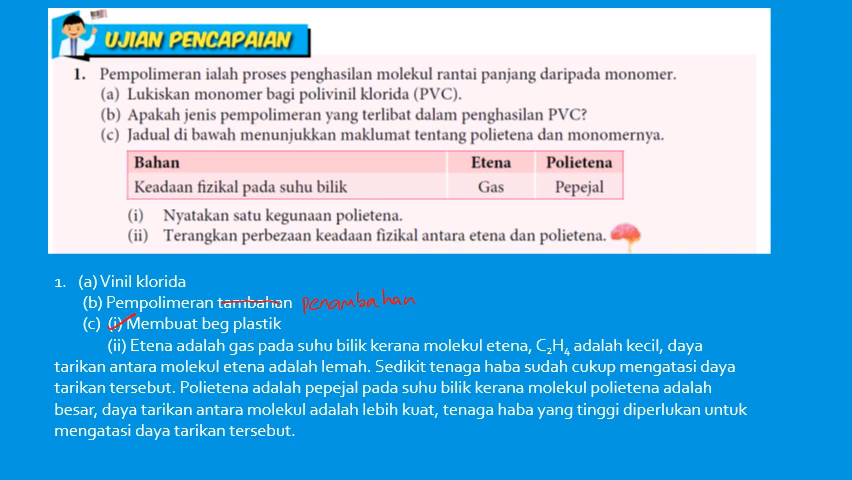 UJIAN PENCAPAIAN
1. Pempolimeran ialah proses penghasilan molekul rantai panjang daripada monomer.
(a) Lukiskan monomer bagi polivinil klorida (PVC).
(b) Apakah jenis pempolimeran yang terlibat dalam penghasilan PVC?
(c) Jadual di bawah menunjukkan maklumat tentang polietena dan monomernya.
Bahan Etena Polietena
Keadaan fizikal pada suhu bilik Gas Pepejal
(i) Nyatakan satu kegunaan polietena.
(ii) Terangkan perbezaan keadaan fizikal antara etena dan polietena.
1. (a) Vinil klorida
(b) Pempolimeran tambahan penambahan
(c) (i) Membuat beg plastik
(ii) Etena adalah gas pada suhu bilik kerana molekul etena, C₂H₄ adalah kecil, daya
tarikan antara molekul etena adalah lemah. Sedikit tenaga haba sudah cukup mengatasi daya
tarikan tersebut. Polietena adalah pepejal pada suhu bilik kerana molekul polietena adalah
besar, daya tarikan antara molekul adalah lebih kuat, tenaga haba yang tinggi diperlukan untuk
mengatasi daya tarikan tersebut.